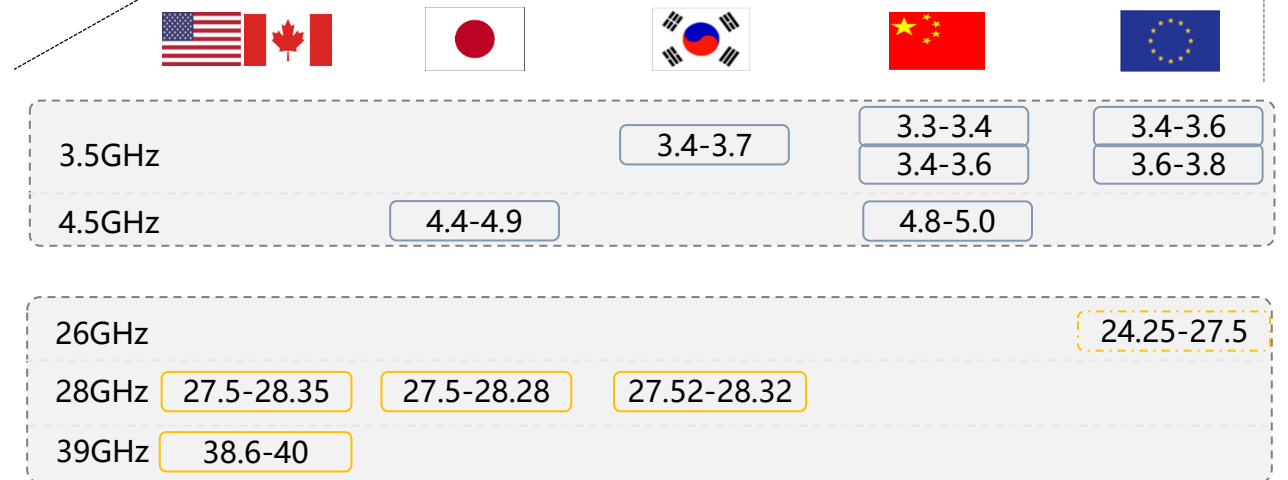 3.5GHz 3.4-3.7 3.3-3.4 3.4-3.6
3.4-3.6 3.6-3.8
4.5GHz 4.4-4.9 4.8-5.0
26GHz 24.25-27.5
28GHz 27.5-28.35 27.5-28.28 27.52-28.32
39GHz 38.6-40